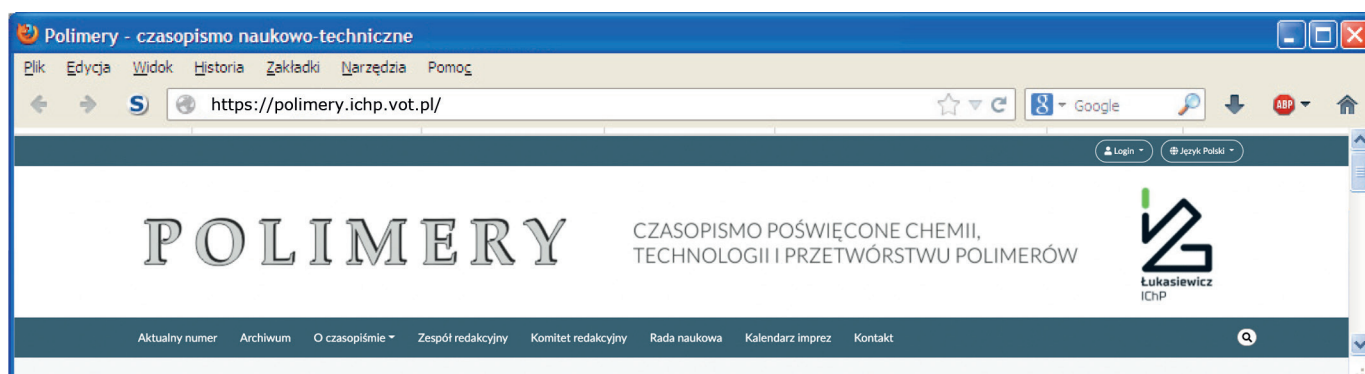 Polimery - czasopismo naukowo-techniczne
Plik Edycja Widok Historia Zakładki Narzędzia Pomoc
S https://polimery.ichp.vot.pl/ 8 Google ABP
Login Język Polski
POLIMERY
CZASOPISMO POŚWIĘCONE CHEMII,
TECHNOLOGII I PRZETWÓRSTWU POLIMERÓW
Łukasiewicz
IChP
Aktualny numer Archiwum O czasopiśmie Zespół redakcyjny Komitet redakcyjny Rada naukowa Kalendarz imprez Kontakt